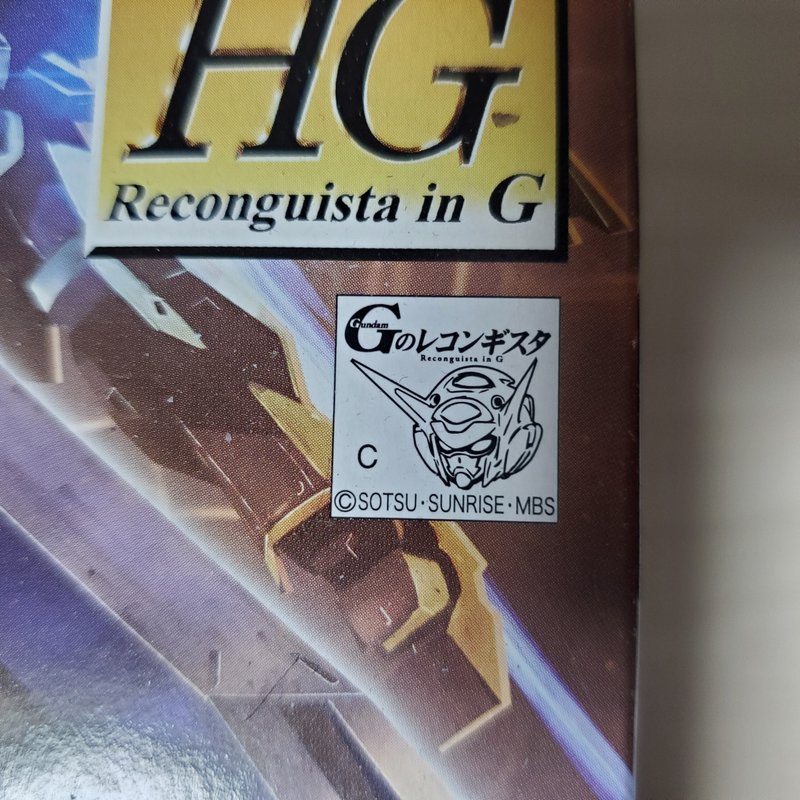 HG
Reconguista in G
Gundam
Gのレコンギスタ
Reconguista in G
C
©SOTSU・SUNRISE・MBS